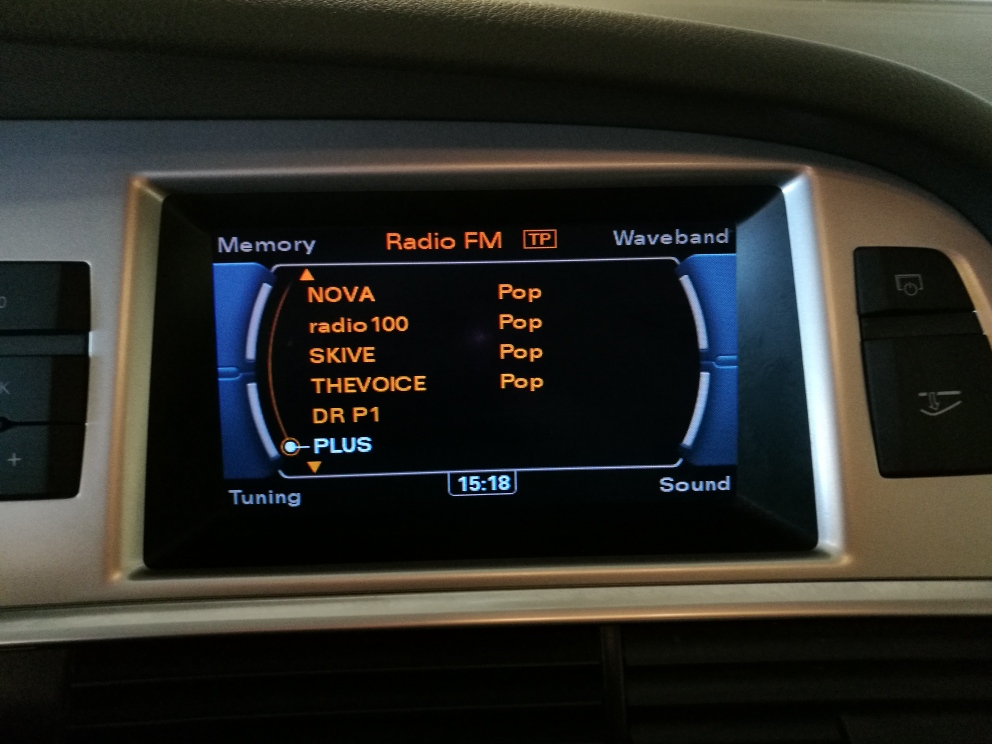 Memory Radio FM TP Waveband
NOVA Pop
radio 100 Pop
SKIVE Pop
THEVOICE Pop
DR P1
PLUS
Tuning 15:18 Sound